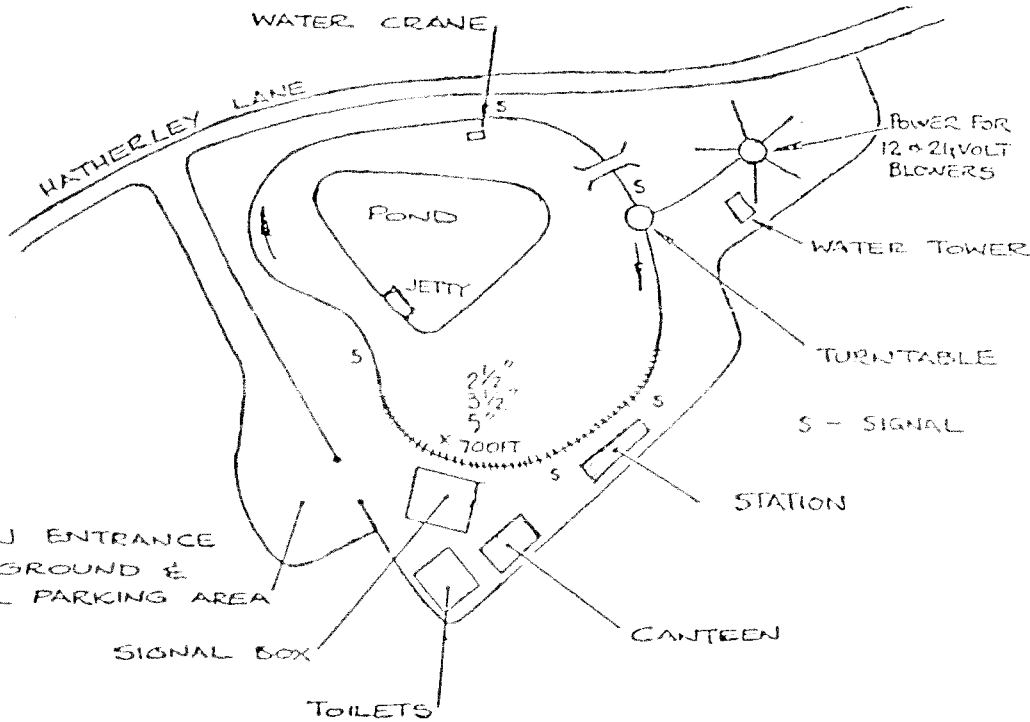 WATER CRANE
HATHERLEY LANE
S
POWER FOR
12 & 24 VOLT
BLOWERS
S
POND
WATER TOWER
JETTY
TURNTABLE
S
2½"
3½"
5"
× 700FT
S
S - SIGNAL
S
STATION
ENTRANCE
GROUND &
PARKING AREA
CANTEEN
SIGNAL BOX
TOILETS